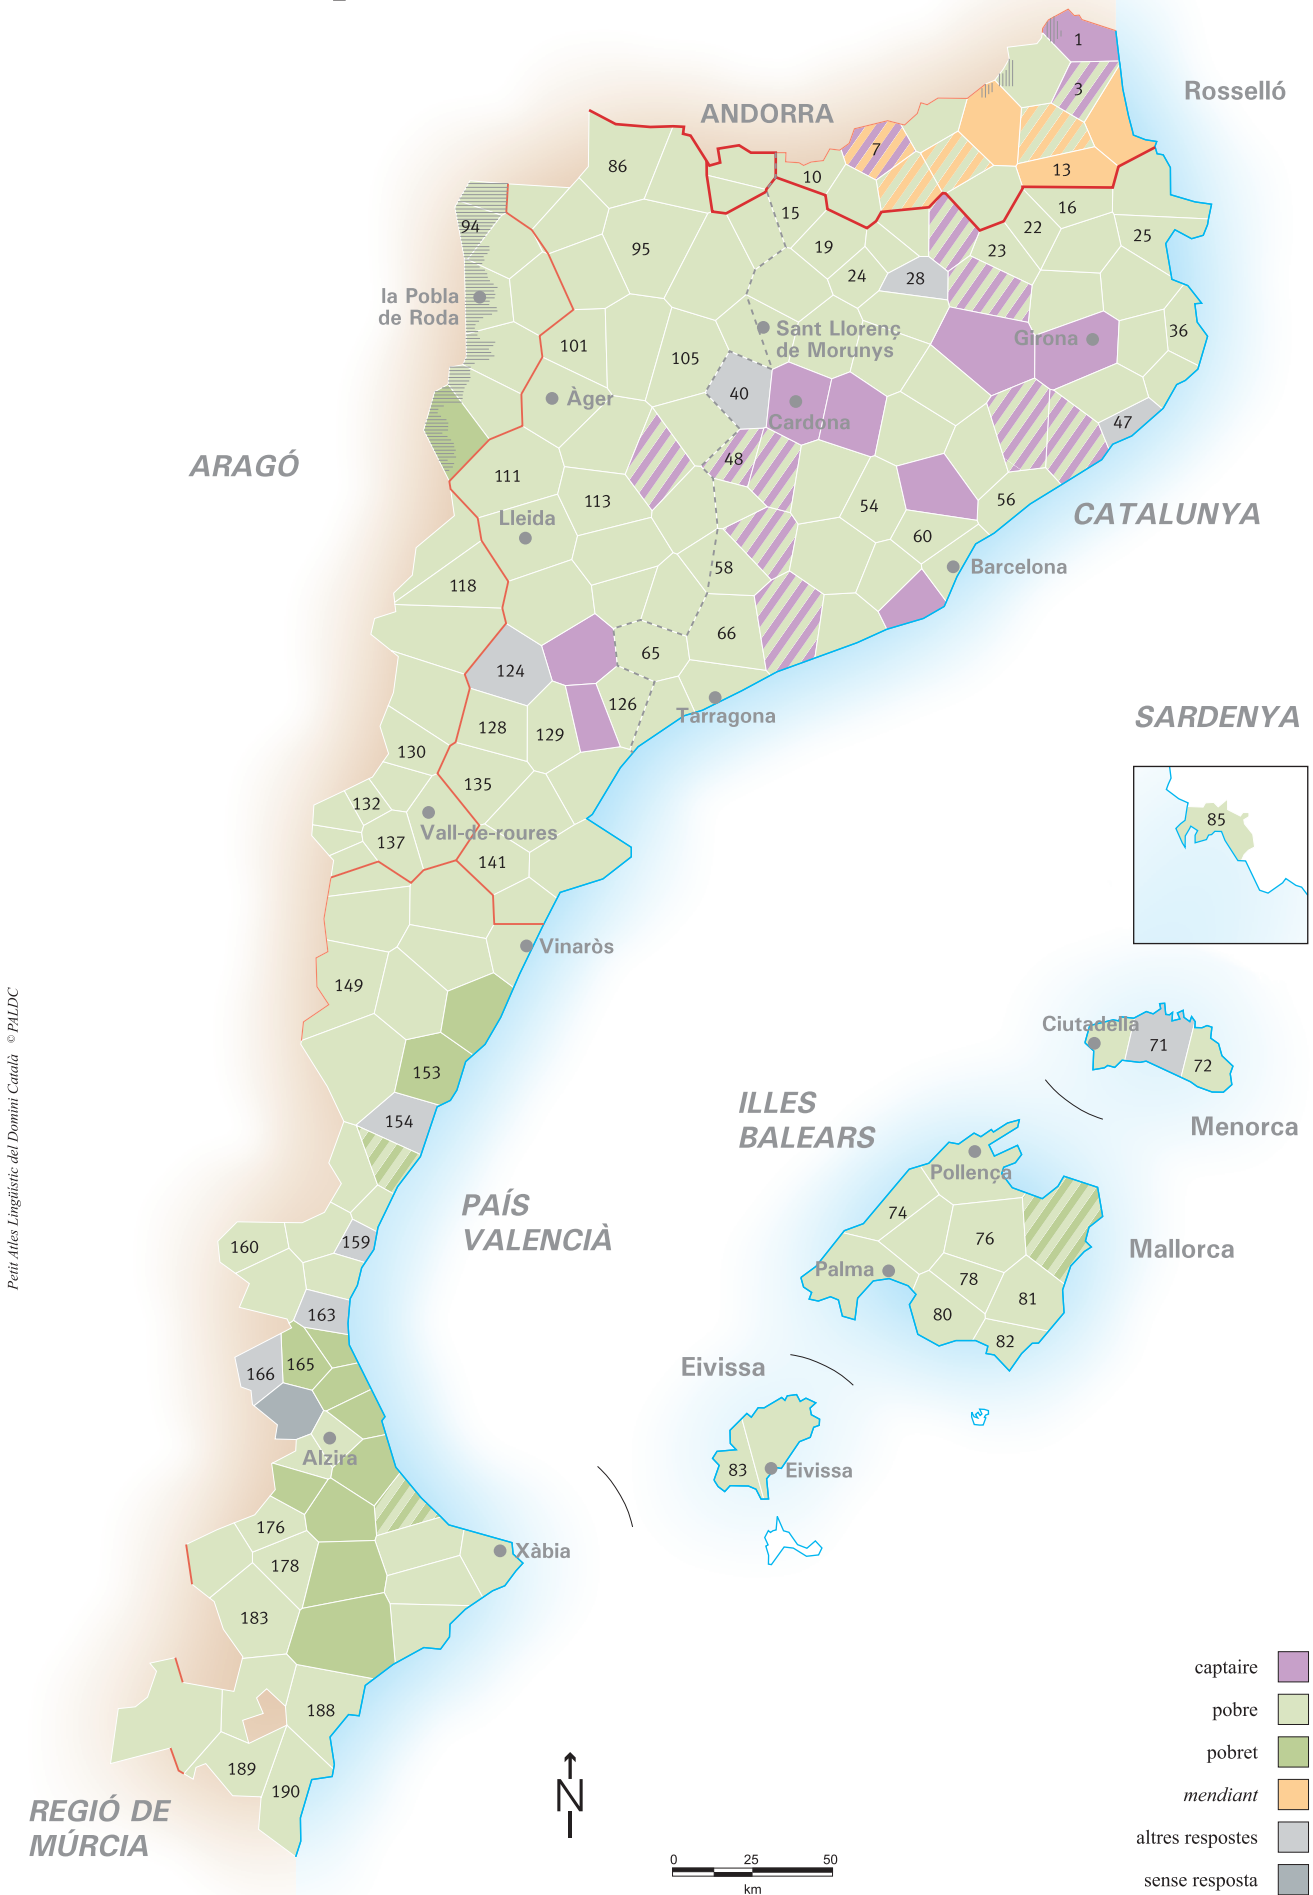 1
Rosselló
3
ANDORRA
7
86
13
10
16
15
94
22
25
19
23
95
24
28
la Pobla
de Roda
Sant Llorenç
de Morunys
36
Girona
101
105
40
Àger
Cardona
47
48
ARAGÓ
111
113
54
56
CATALUNYA
Lleida
60
58
Barcelona
118
66
65
124
126
Tarragona
SARDENYA
128
129
130
135
132
85
Vall-de-roures
137
141
Vinaròs
149
Petit Atles Lingüístic del Domini Català © PALDC
Ciutadella
71
72
153
ILLES
BALEARS
154
Menorca
Pollença
PAÍS
VALENCIÀ
74
76
159
160
Mallorca
Palma
78
81
80
163
82
165
166
Eivissa
Alzira
83
Eivissa
176
Xàbia
178
183
captaire
188
pobre
pobret
189
190
mendiant
REGIÓ DE
MÚRCIA
N
altres respostes
0 25 50
km
sense resposta